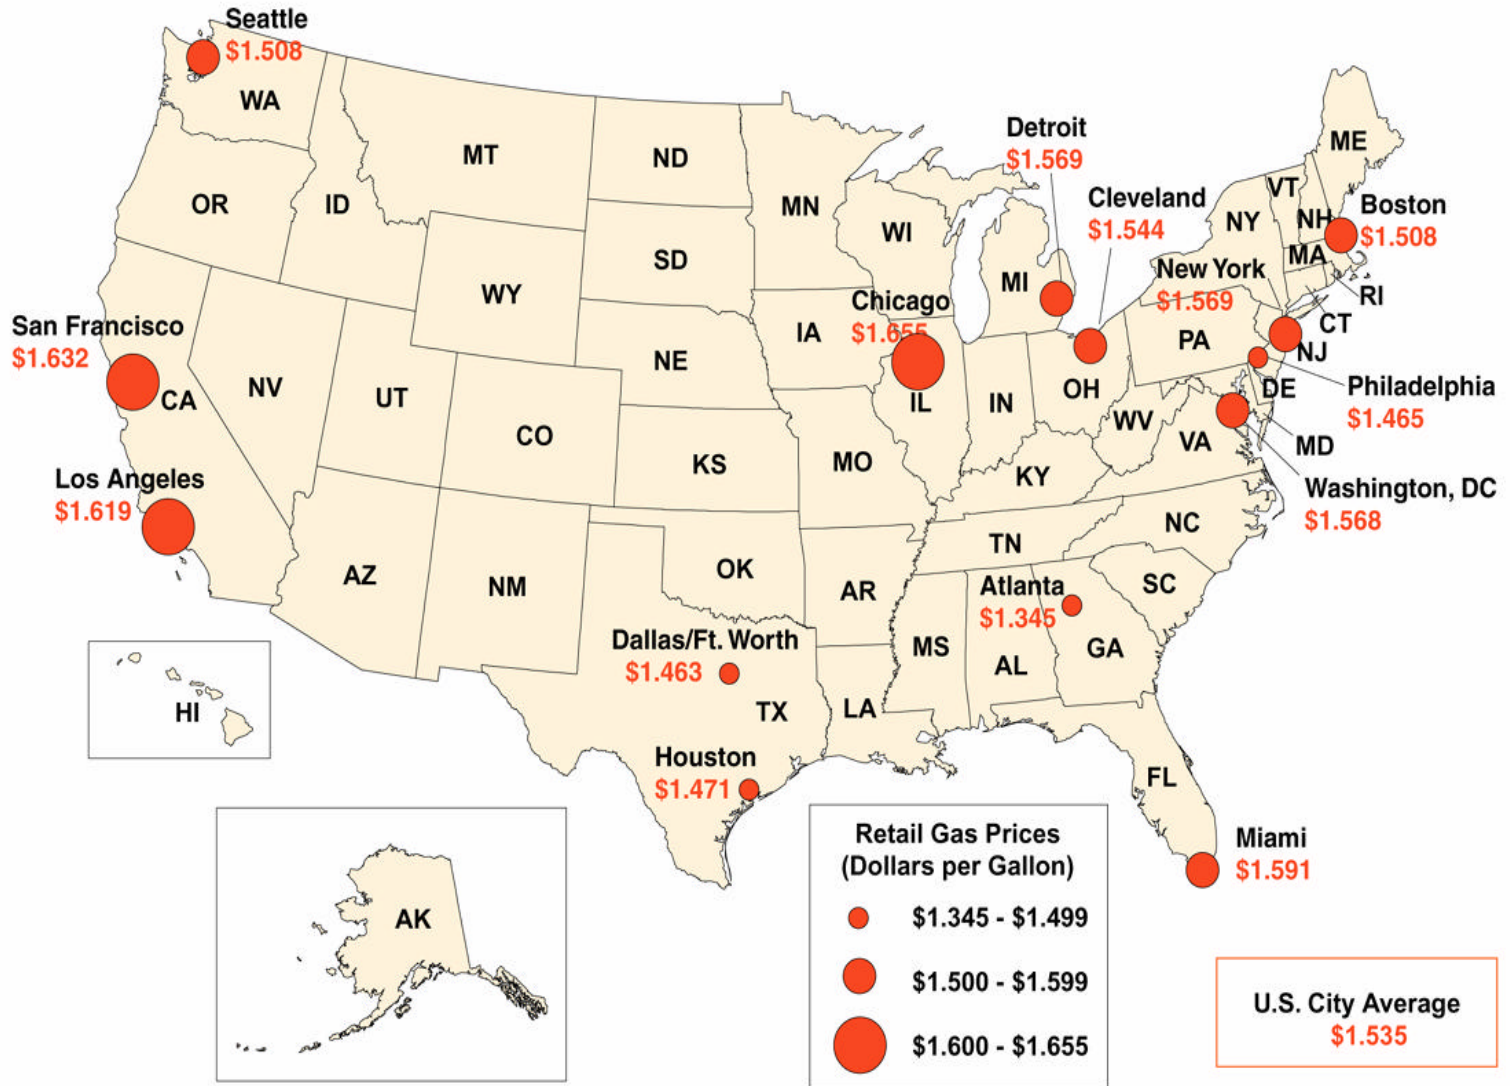 Seattle
$1.508
WA
MT
ND
MN
OR
ID
WY
SD
WI
MI
Detroit
$1.569
Cleveland
$1.544
ME
VT
NH
NY
MA
Boston
$1.508
RI
CT
New York
$1.569
NJ
PA
Chicago
$1.655
IA
NE
San Francisco
$1.632
CA
NV
UT
CO
KS
MO
IL
IN
OH
WV
DE
Philadelphia
$1.465
MD
VA
Washington, DC
$1.568
KY
Los Angeles
$1.619
AZ
NM
OK
AR
TN
NC
SC
Atlanta
$1.345
GA
MS
AL
Dallas/Ft. Worth
$1.463
TX
LA
Houston
$1.471
FL
Miami
$1.591
HI
AK
Retail Gas Prices
(Dollars per Gallon)
$1.345 - $1.499
$1.500 - $1.599
$1.600 - $1.655
U.S. City Average
$1.535